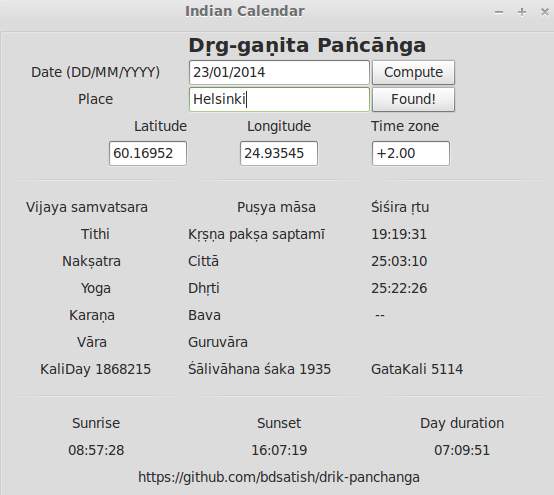 Indian Calendar
Dṛg-gaṇita Pañcāṅga
Date (DD/MM/YYYY) 23/01/2014 Compute
Place Helsinki Found!
Latitude Longitude Time zone
60.16952 24.93545 +2.00
Vijaya samvatsara Puṣya māsa Śiśira ṛtu
Tithi Kṛṣṇa pakṣa saptamī 19:19:31
Nakṣatra Cittā 25:03:10
Yoga Dhṛti 25:22:26
Karaṇa Bava --
Vāra Guruvāra
KaliDay 1868215 Śālivāhana śaka 1935 GataKali 5114
Sunrise Sunset Day duration
08:57:28 16:07:19 07:09:51
https://github.com/bdsatish/drik-panchanga